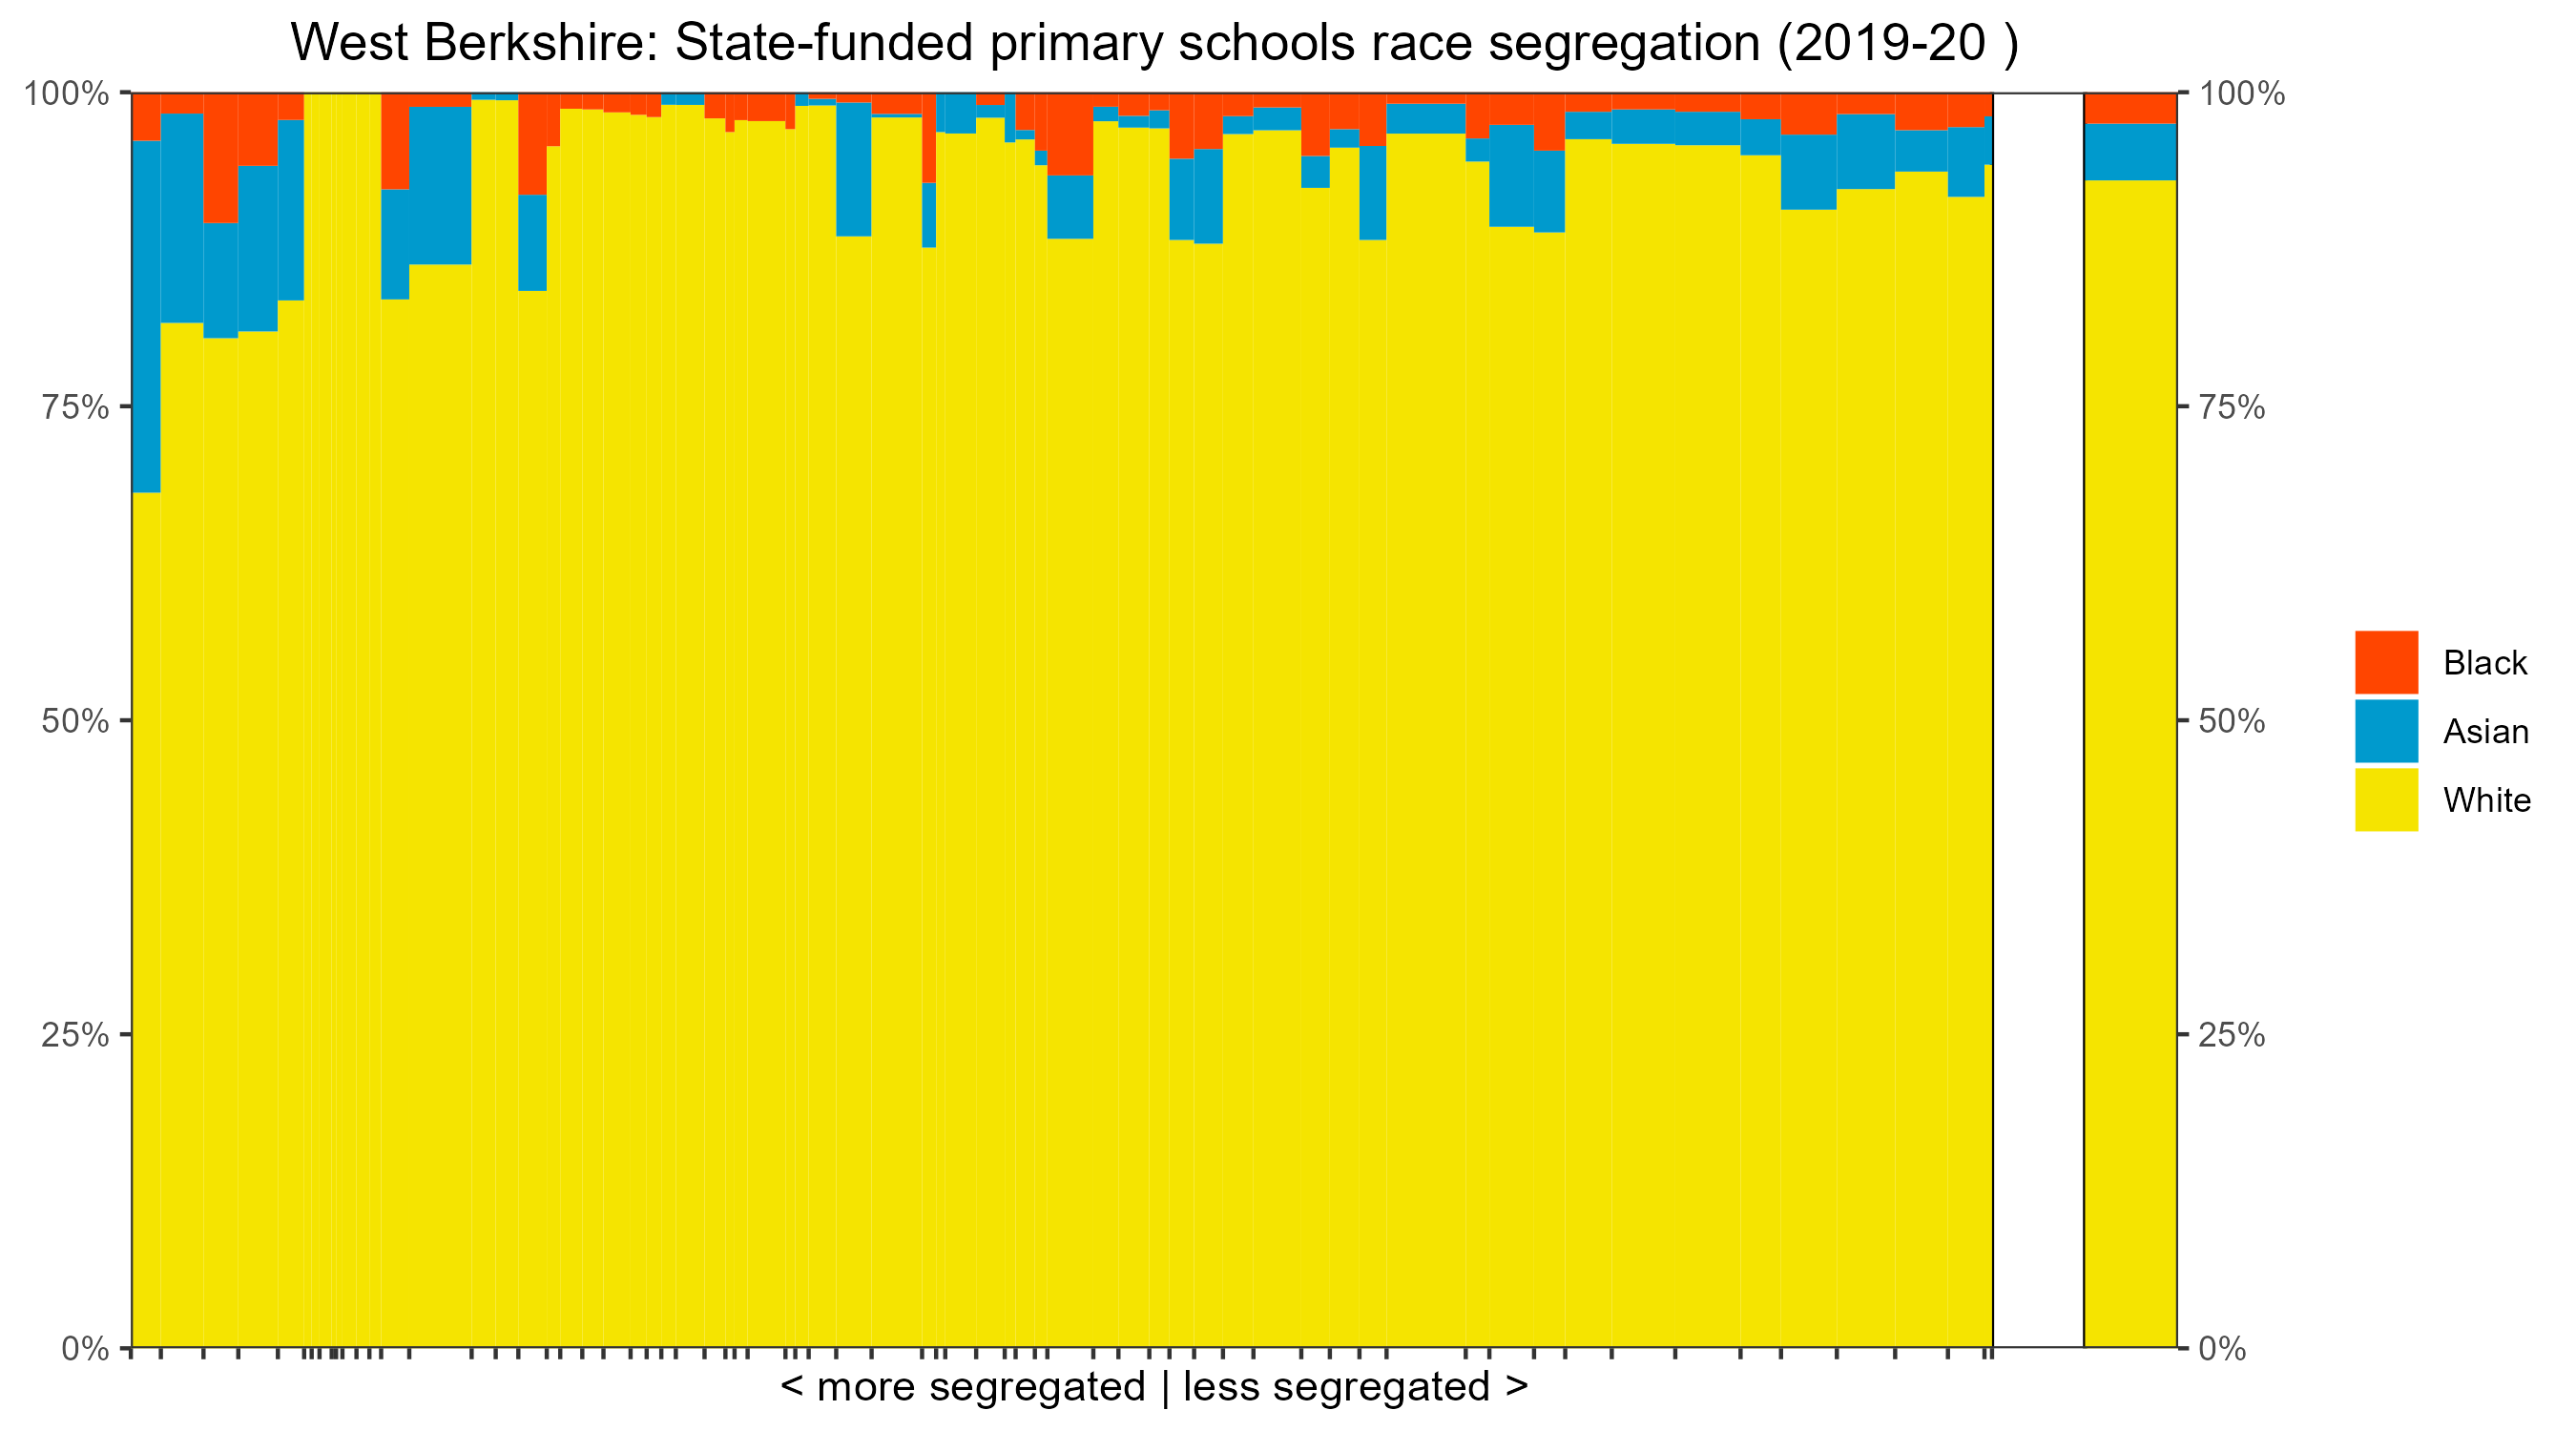 West Berkshire: State-funded primary schools race segregation (2019-20 )
100%
75%
50%
25%
0%
100%
75%
50%
25%
0%
Black
Asian
White
< more segregated | less segregated >